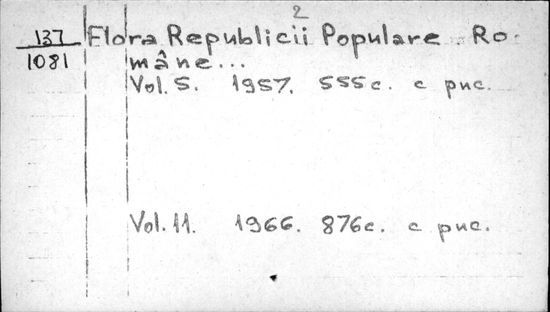 2
137 Flora Republicii Populare Ro-
1081 mâne...
Vol. 5. 1957. 555с. с рис.
Vol. 11. 1966. 876с. с рис.